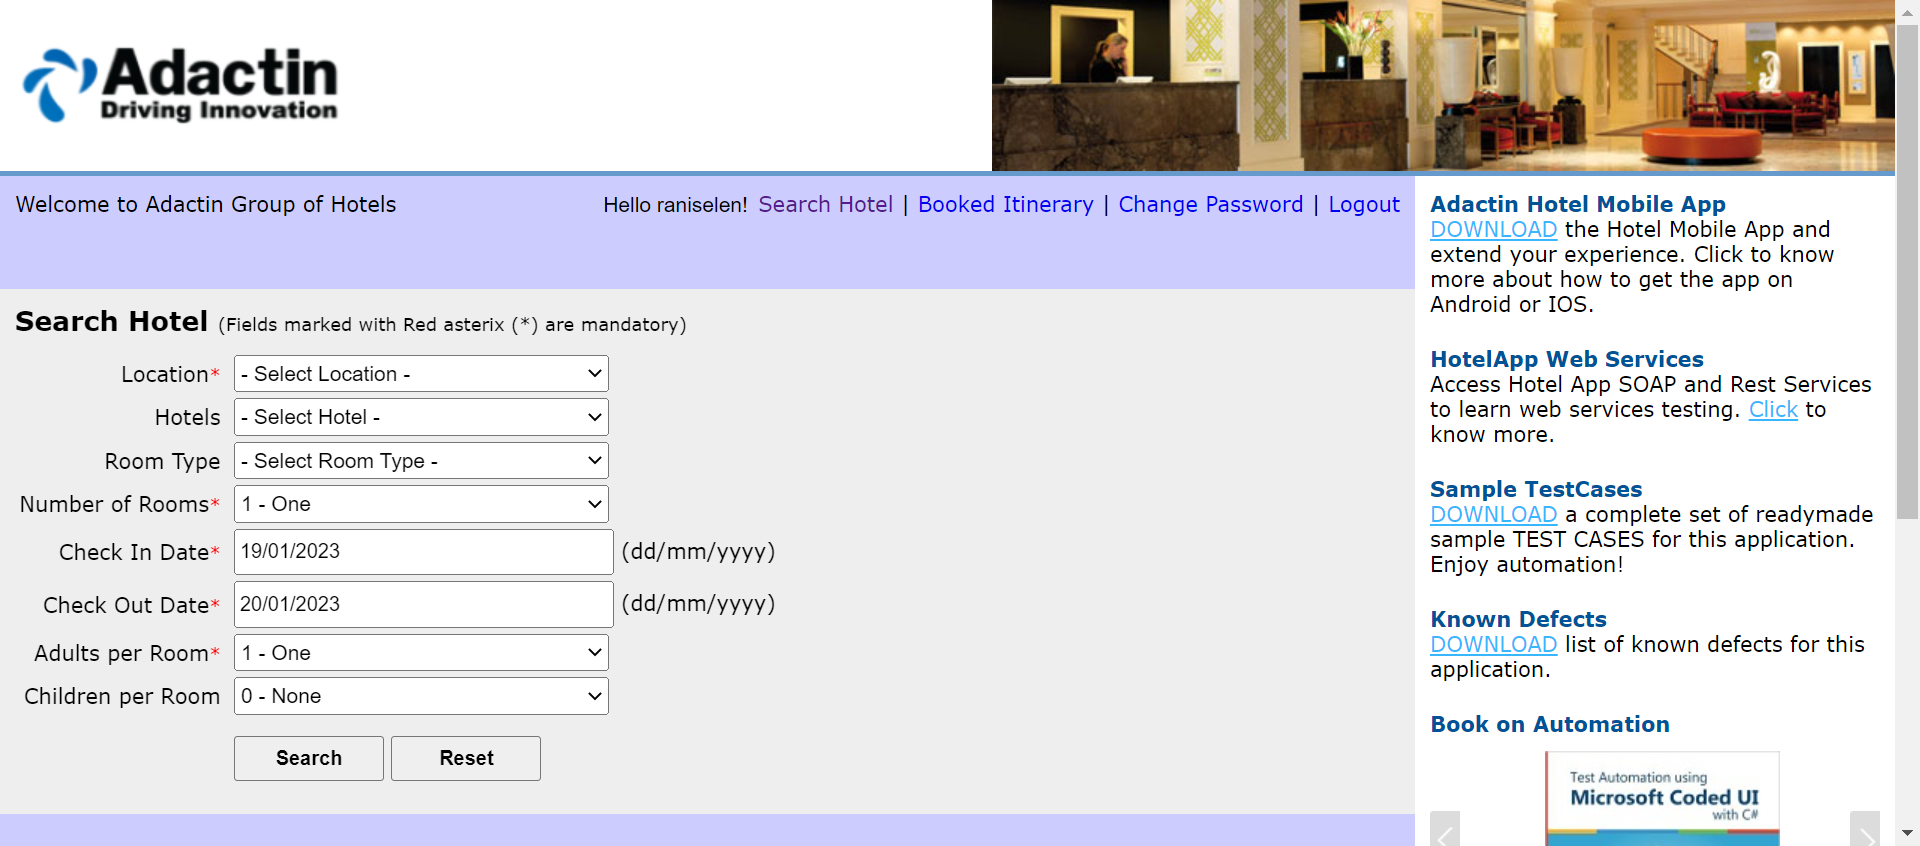 Adactin
Driving Innovation
Welcome to Adactin Group of Hotels
Hello raniselen! Search Hotel | Booked Itinerary | Change Password | Logout
Search Hotel (Fields marked with Red asterix (*) are mandatory)
Location* - Select Location -
Hotels - Select Hotel -
Room Type - Select Room Type -
Number of Rooms* 1 - One
Check In Date* 19/01/2023 (dd/mm/yyyy)
Check Out Date* 20/01/2023 (dd/mm/yyyy)
Adults per Room* 1 - One
Children per Room 0 - None
Search Reset
Adactin Hotel Mobile App
DOWNLOAD the Hotel Mobile App and
extend your experience. Click to know
more about how to get the app on
Android or IOS.
HotelApp Web Services
Access Hotel App SOAP and Rest Services
to learn web services testing. Click to
know more.
Sample TestCases
DOWNLOAD a complete set of readymade
sample TEST CASES for this application.
Enjoy automation!
Known Defects
DOWNLOAD list of known defects for this
application.
Book on Automation
Test Automation using
Microsoft Coded UI
with C#